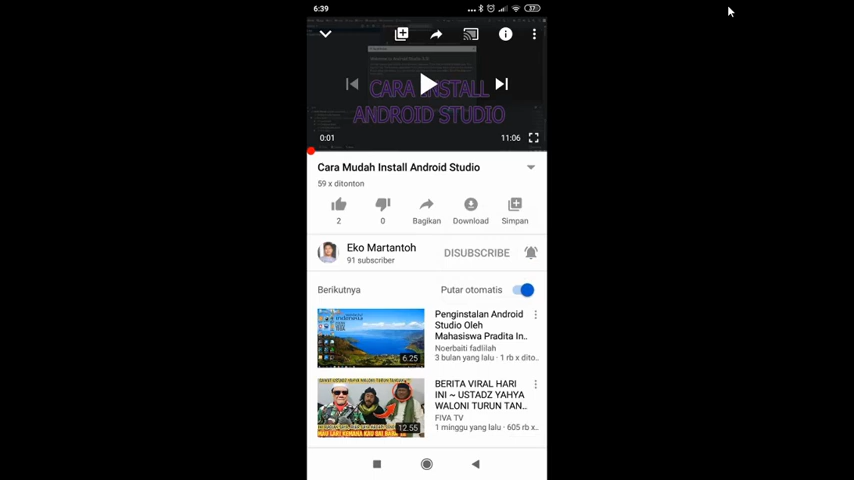 6:39
37
CARA INSTALL
ANDROID STUDIO
0:01
11:06
Cara Mudah Install Android Studio
59 x ditonton
2
0
Bagikan
Download
Simpan
Eko Martantoh
91 subscriber
DISUBSCRIBE
Berikutnya
Putar otomatis
Penginstalan Android
Studio Oleh
Mahasiswa Pradita In..
Noerbaiti fadlilah
3 bulan yang lalu · 1 rb x dito..
6:25
BERITA VIRAL HARI
INI ~ USTADZ YAHYA
WALONI TURUN TAN..
FIVA TV
1 minggu yang lalu · 605 rb x..
12:55